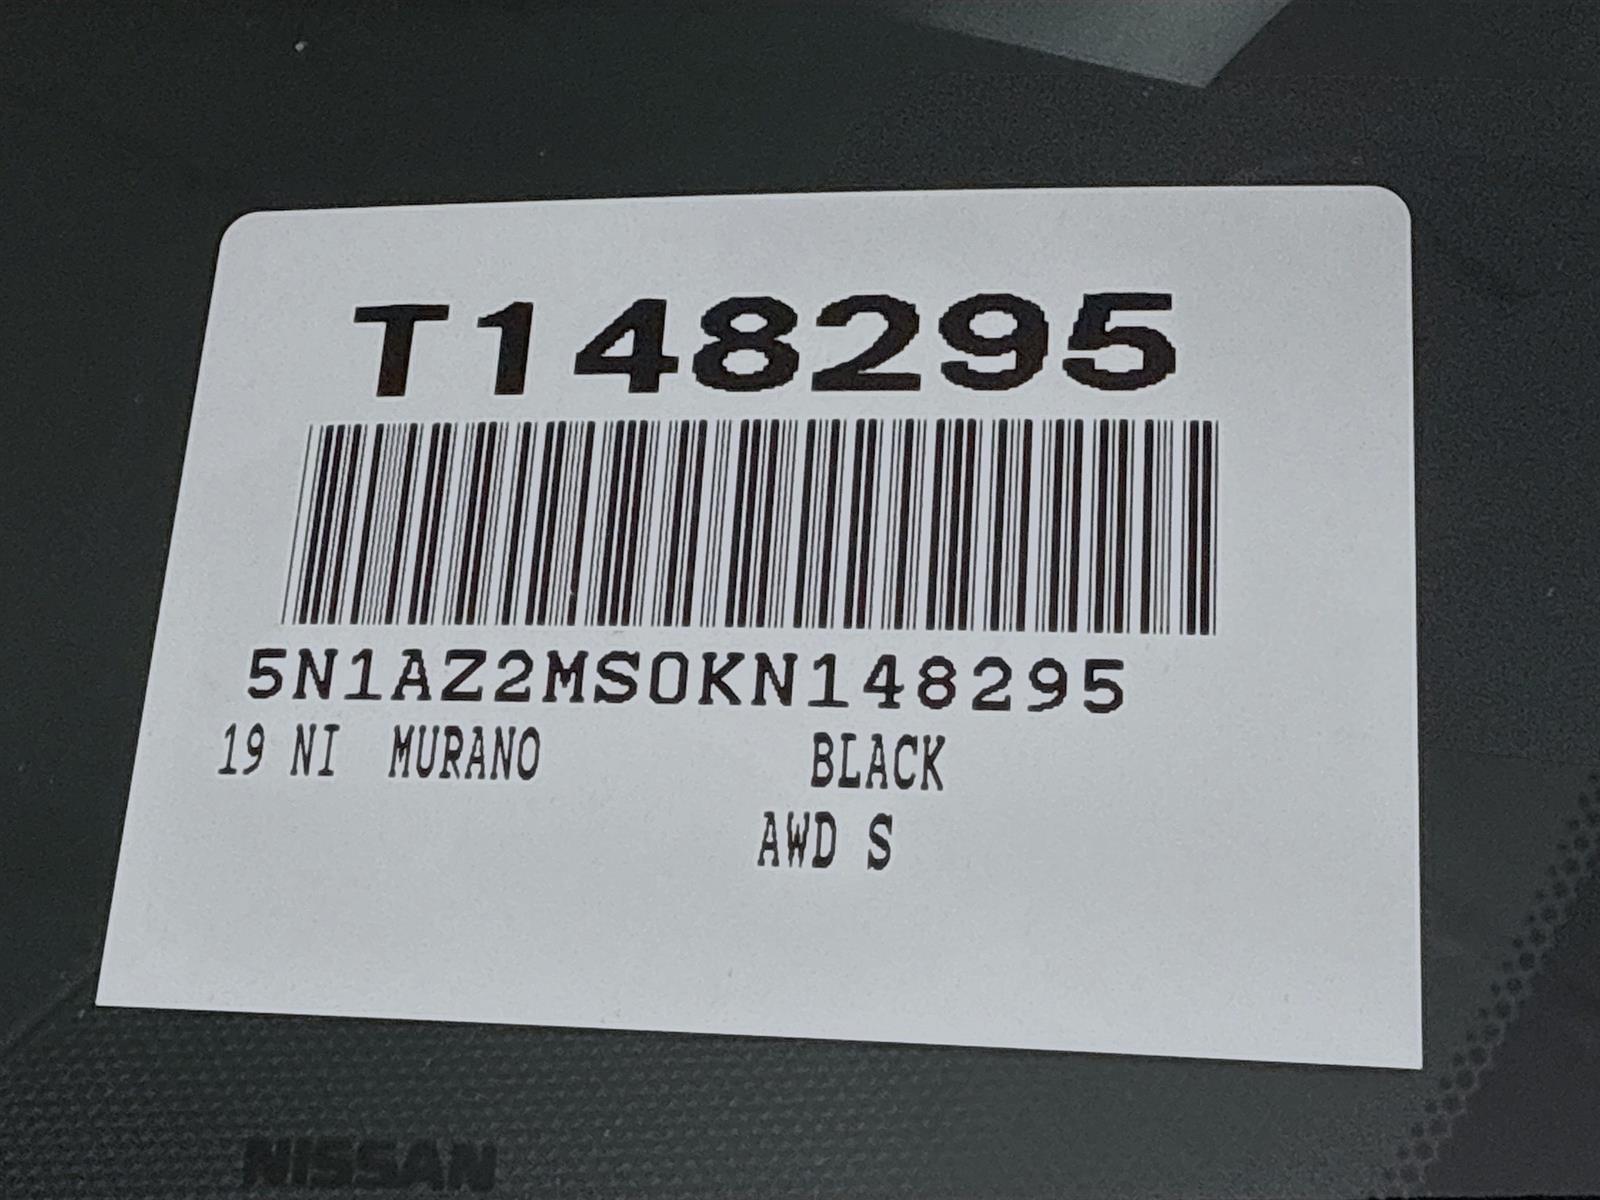 T148295
5N1AZ2MS0KN148295
19 NI MURANO BLACK
AWD S
NISSAN